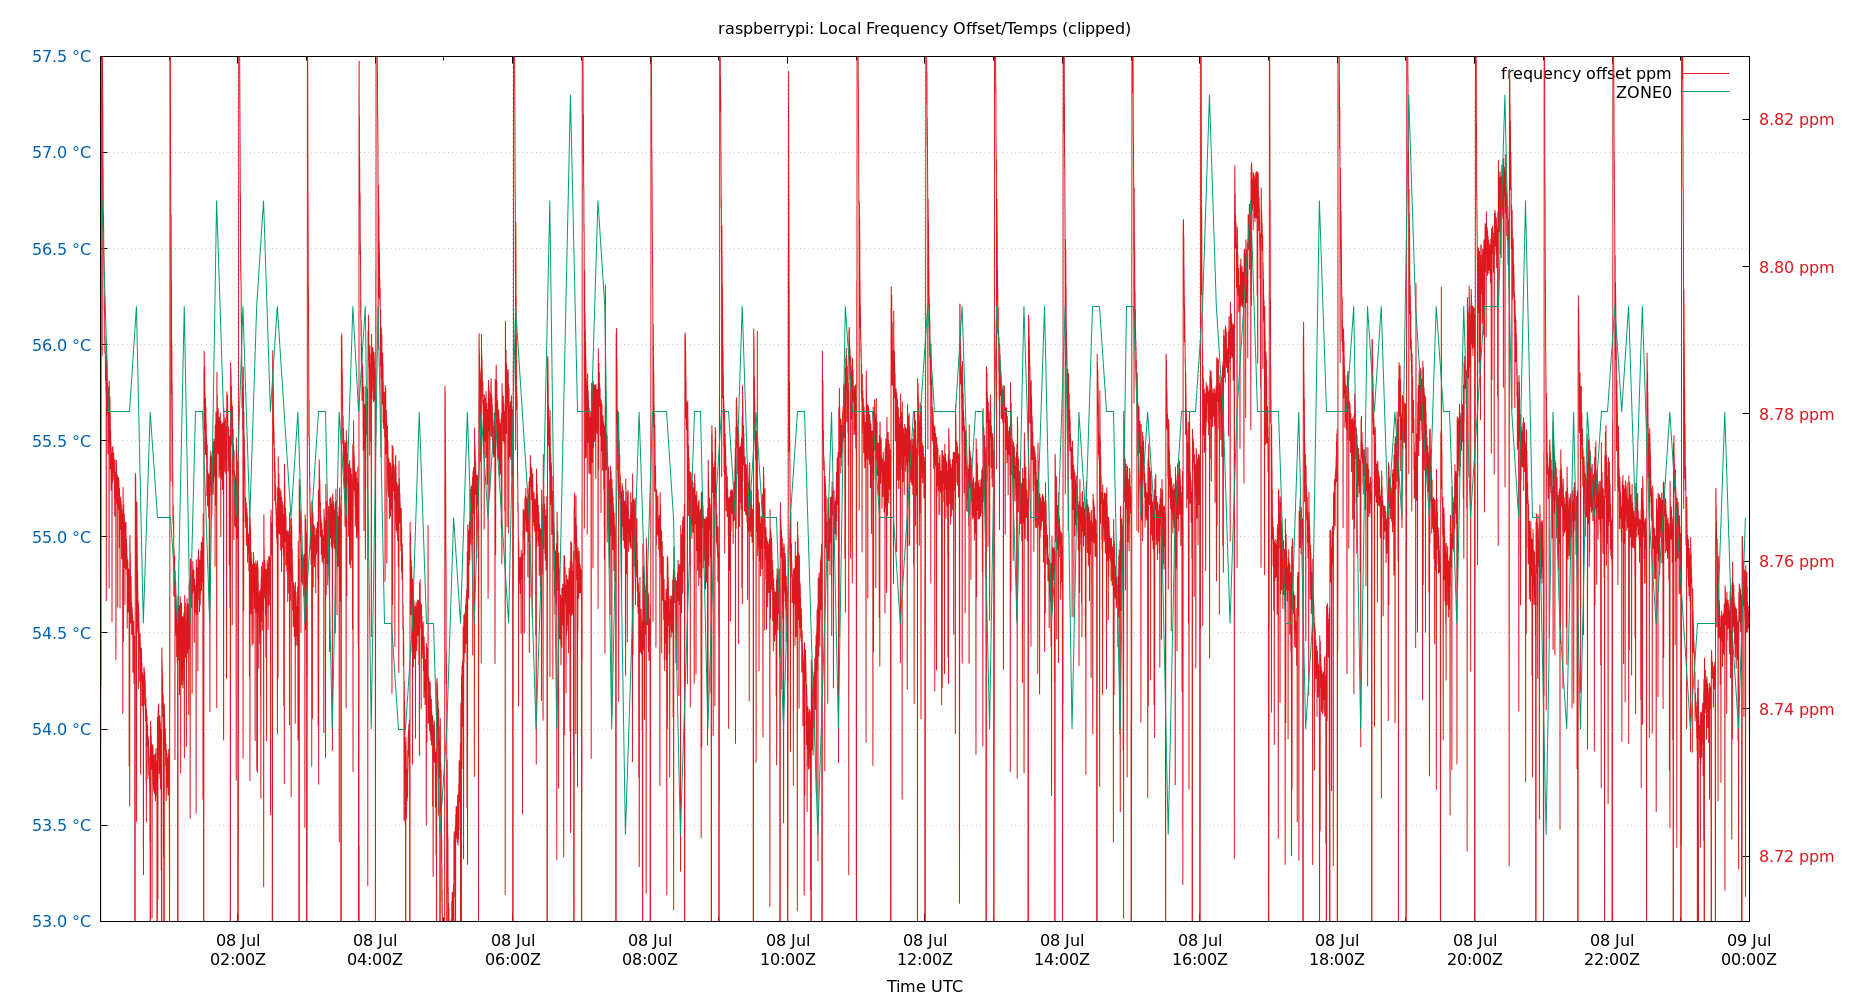 raspberrypi: Local Frequency Offset/Temps (clipped)
57.5 °C
57.0 °C
56.5 °C
56.0 °C
55.5 °C
55.0 °C
54.5 °C
54.0 °C
53.5 °C
53.0 °C
frequency offset ppm
ZONE0
8.82 ppm
8.80 ppm
8.78 ppm
8.76 ppm
8.74 ppm
8.72 ppm
08 Jul 08 Jul 08 Jul 08 Jul 08 Jul 08 Jul 08 Jul 08 Jul 08 Jul 08 Jul 08 Jul 09 Jul
02:00Z 04:00Z 06:00Z 08:00Z 10:00Z 12:00Z 14:00Z 16:00Z 18:00Z 20:00Z 22:00Z 00:00Z
Time UTC